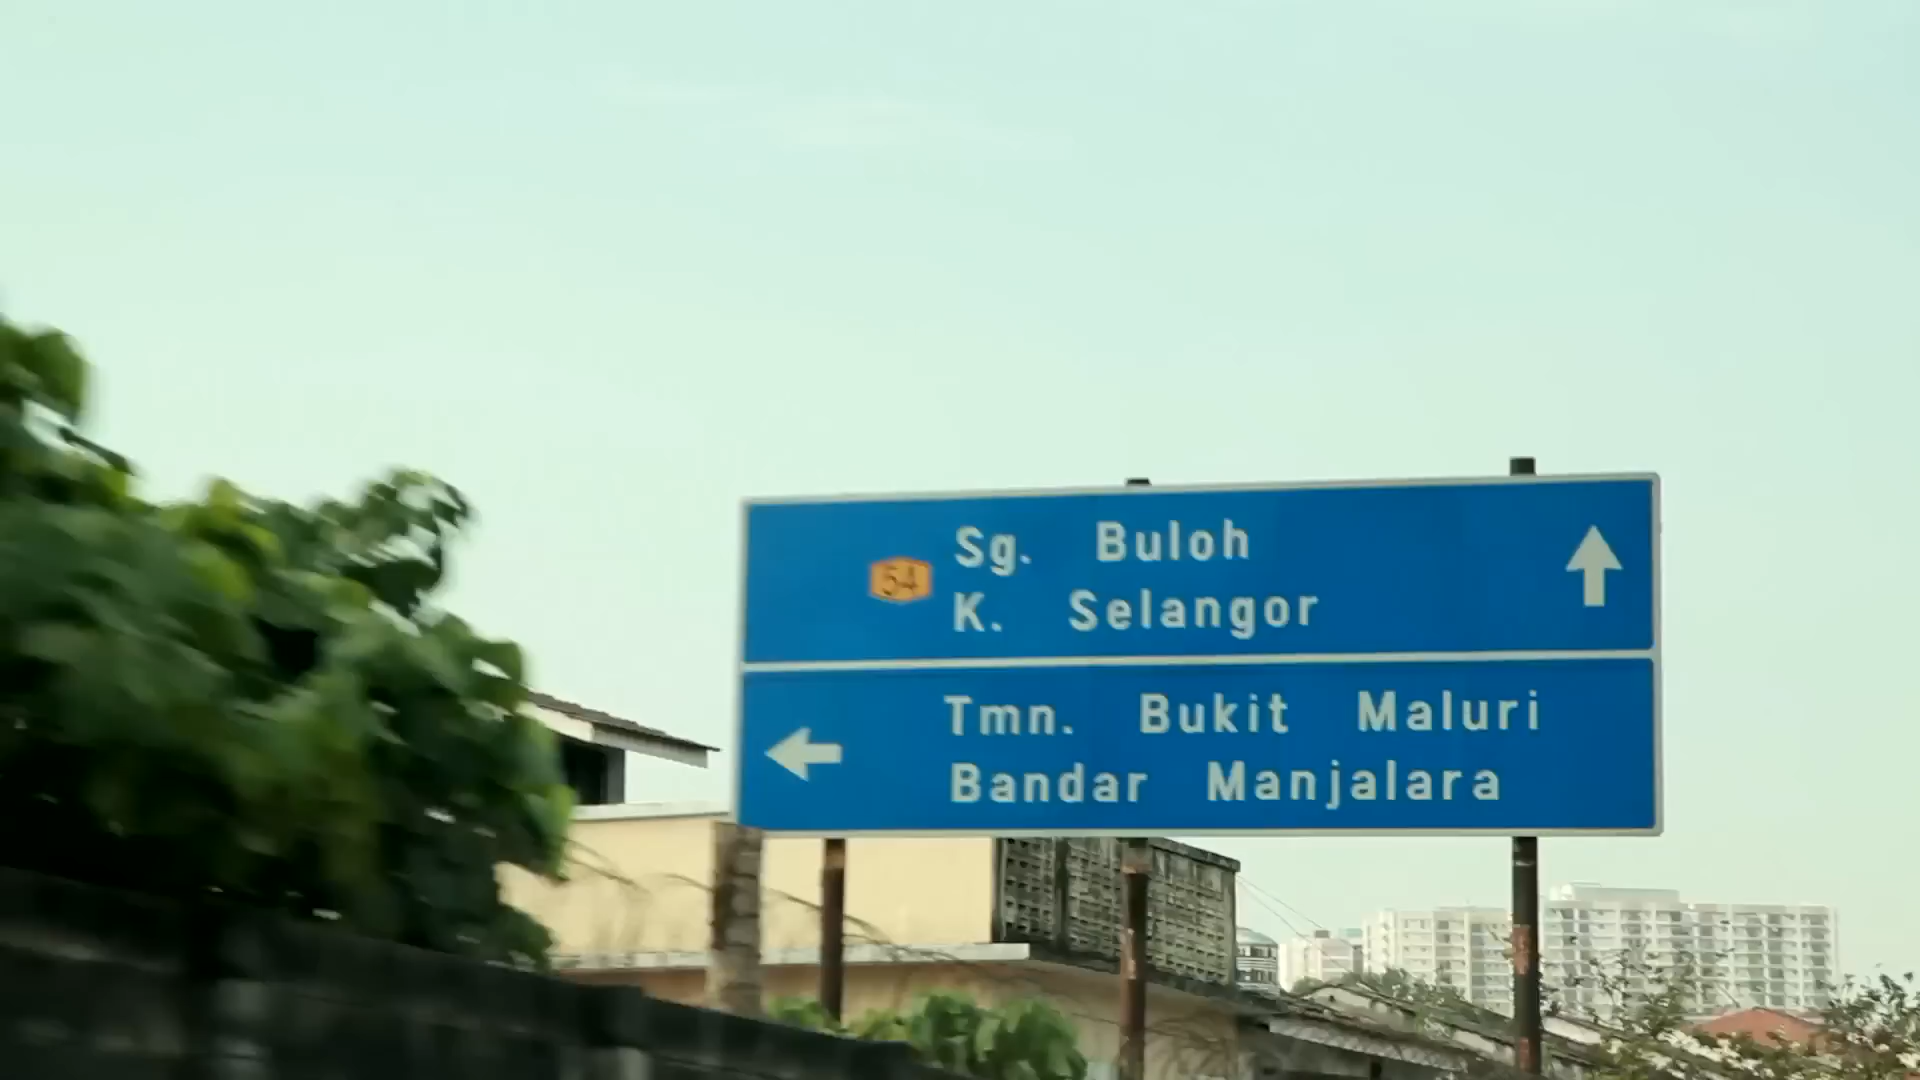 54
Sg. Buloh
K. Selangor
Tmn. Bukit Maluri
Bandar Manjalara